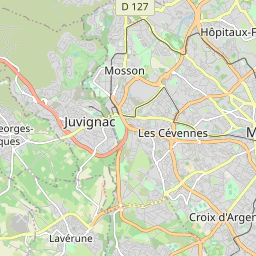 D 127
Hôpitaux-F
Mosson
Juvignac
Les Cévennes
M
eorges-
ques
Croix d'Argen
Lavérune